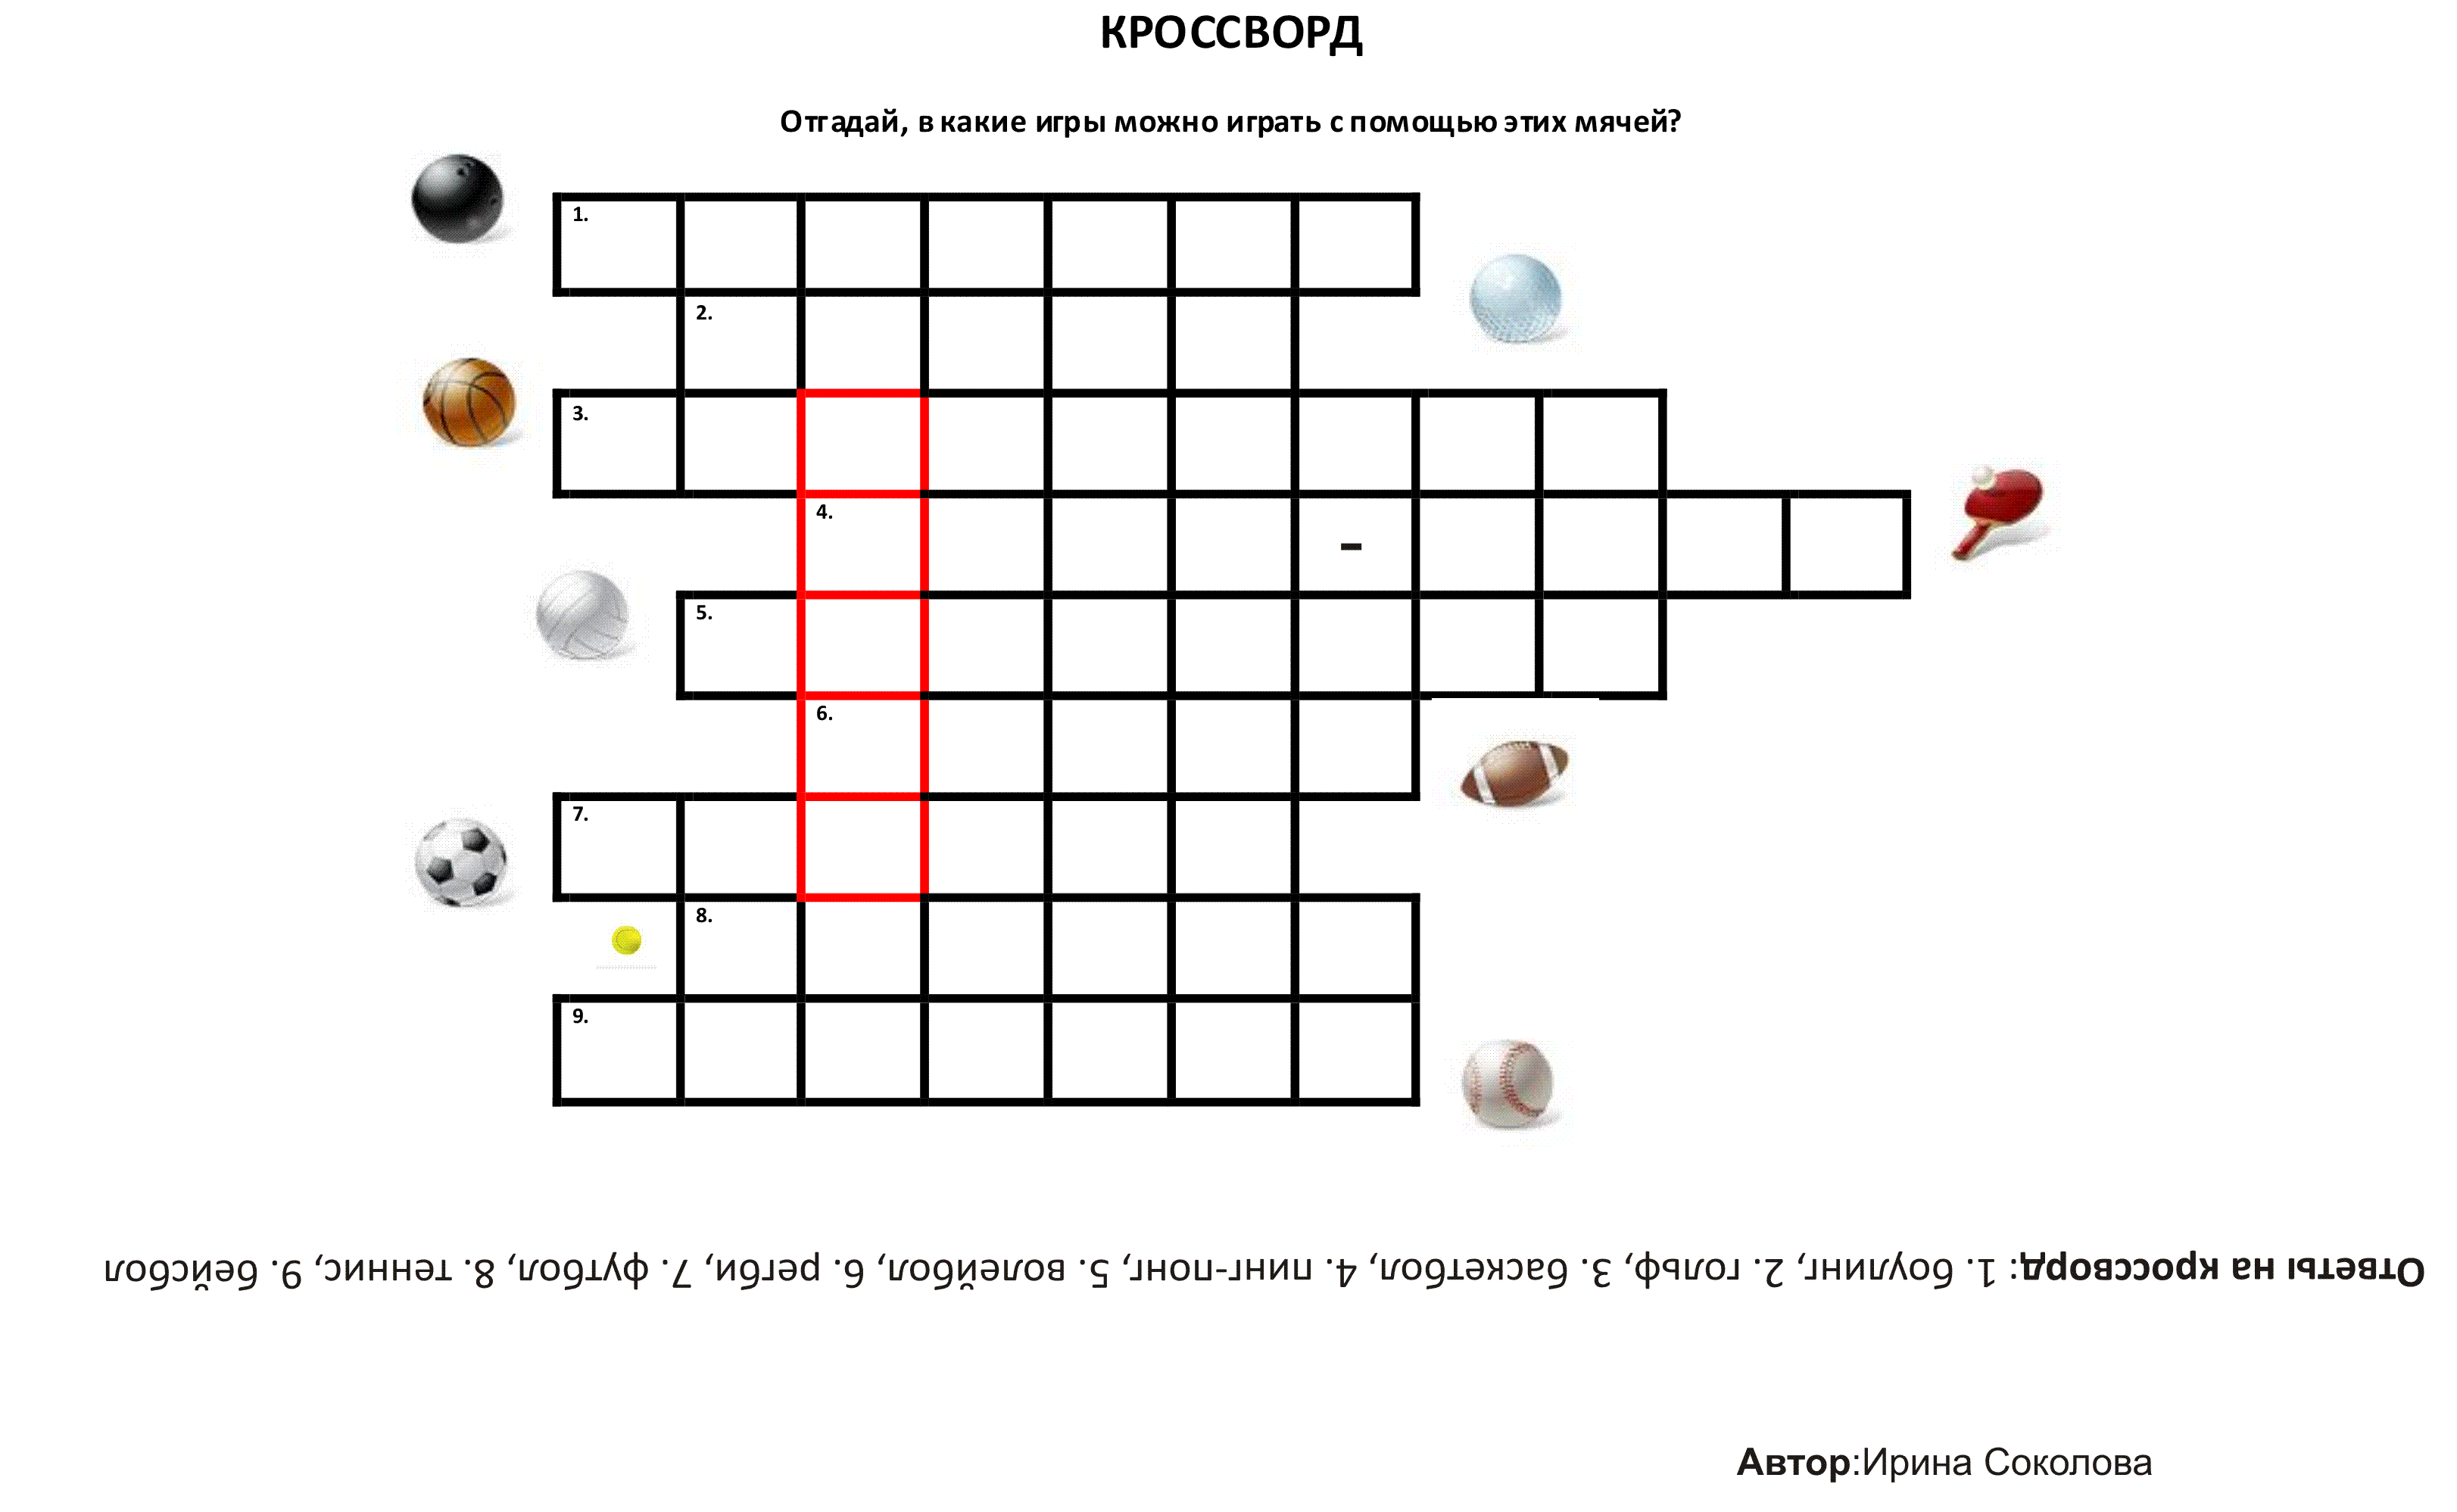 КРОССВОРД
Отгадай, в какие игры можно играть с помощью этих мячей?
1.
2.
3.
4.
-
5.
6.
7.
8.
9.
Ответы на кроссворд: 1. боулинг, 2. гольф, 3. баскетбол, 4. пинг-понг, 5. волейбол, 6. регби, 7. футбол, 8. теннис, 9. бейсбол
Автор:Ирина Соколова